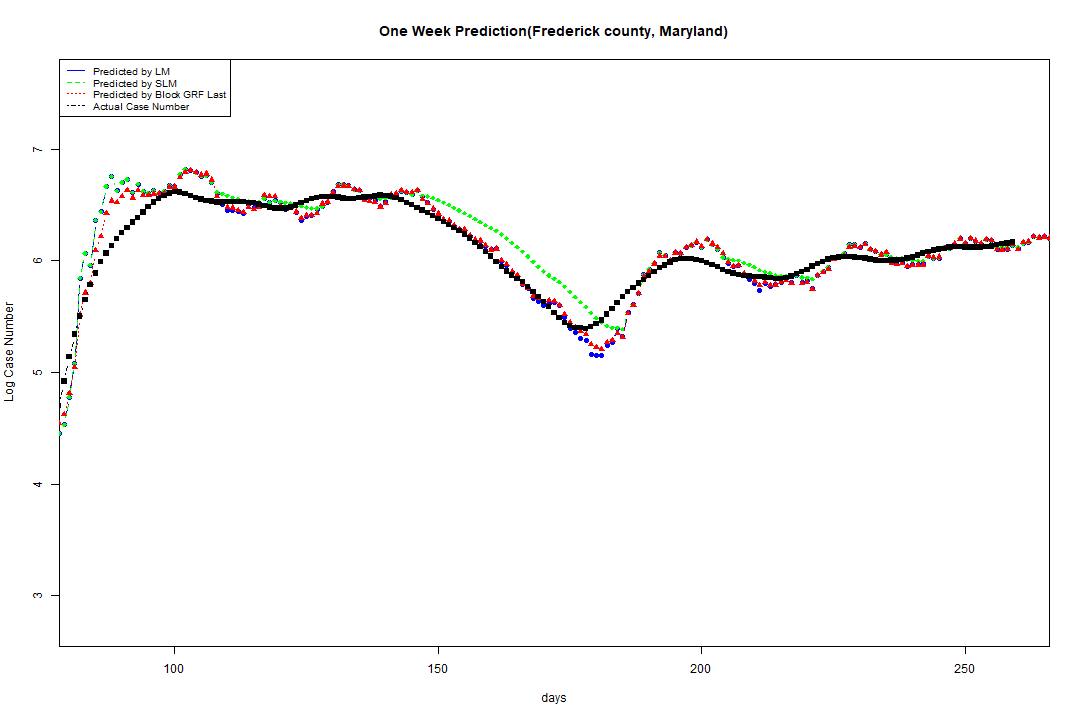 One Week Prediction(Frederick county, Maryland)
Predicted by LM
Predicted by SLM
Predicted by Block GRF Last
Actual Case Number
7
6
5
4
3
Log Case Number
100 150 200 250
days